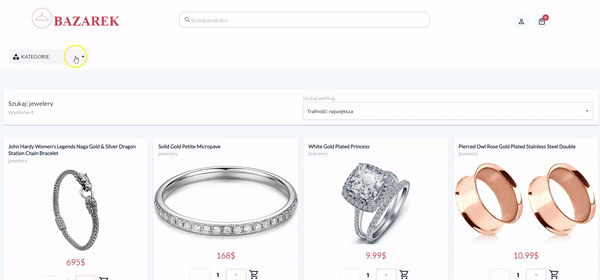 BAZAREK
Szukaj produktu
0
KATEGORIE
Szukaj: jewelery
Wyników 4
Szukaj według:
Trafność: największa
John Hardy Women's Legends Naga Gold & Silver Dragon
Station Chain Bracelet
jewelery
695$
Solid Gold Petite Micropave
jewelery
168$
1
White Gold Plated Princess
jewelery
9.99$
- 1 +
Pierced Owl Rose Gold Plated Stainless Steel Double
jewelery
10.99$
- 1 +